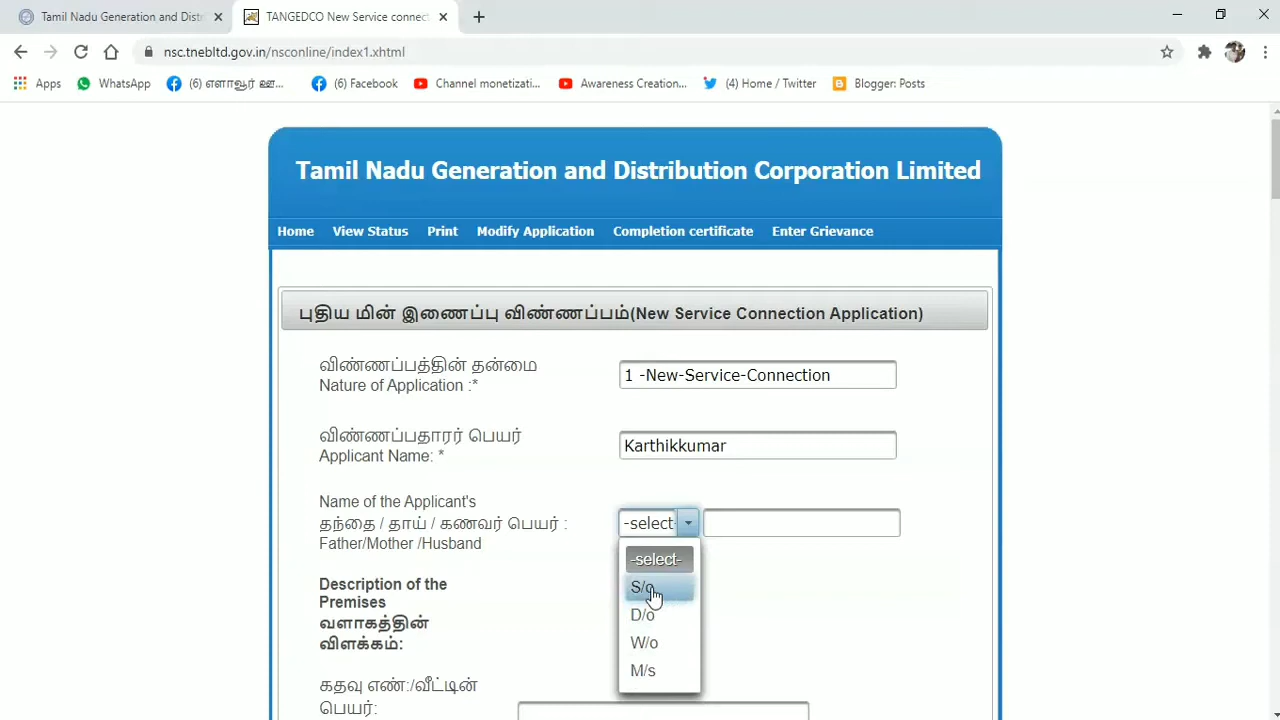 Tamil Nadu Generation and Distri
TANGEDCO New Service connect
nsc.tnebltd.gov.in/nsconline/index1.xhtml
Apps
WhatsApp
(6) எளாவூர் ஊ...
(6) Facebook
Channel monetizati...
Awareness Creation...
(4) Home / Twitter
Blogger: Posts
Tamil Nadu Generation and Distribution Corporation Limited
Home View Status Print Modify Application Completion certificate Enter Grievance
புதிய மின் இணைப்பு விண்ணப்பம்(New Service Connection Application)
விண்ணப்பத்தின் தன்மை
Nature of Application :*
1 -New-Service-Connection
விண்ணப்பதாரர் பெயர்
Applicant Name: *
Karthikkumar
Name of the Applicant's
தந்தை / தாய் / கணவர் பெயர் :
Father/Mother /Husband
-select-
-select-
S/o
D/o
W/o
M/s
Description of the
Premises
வளாகத்தின்
விளக்கம்:
கதவு எண்:/வீட்டின்
பெயர்: